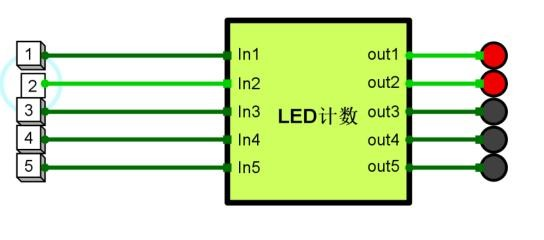 1 In1 out1
2 In2 out2
3 In3 LED计数 out3
4 In4 out4
5 In5 out5